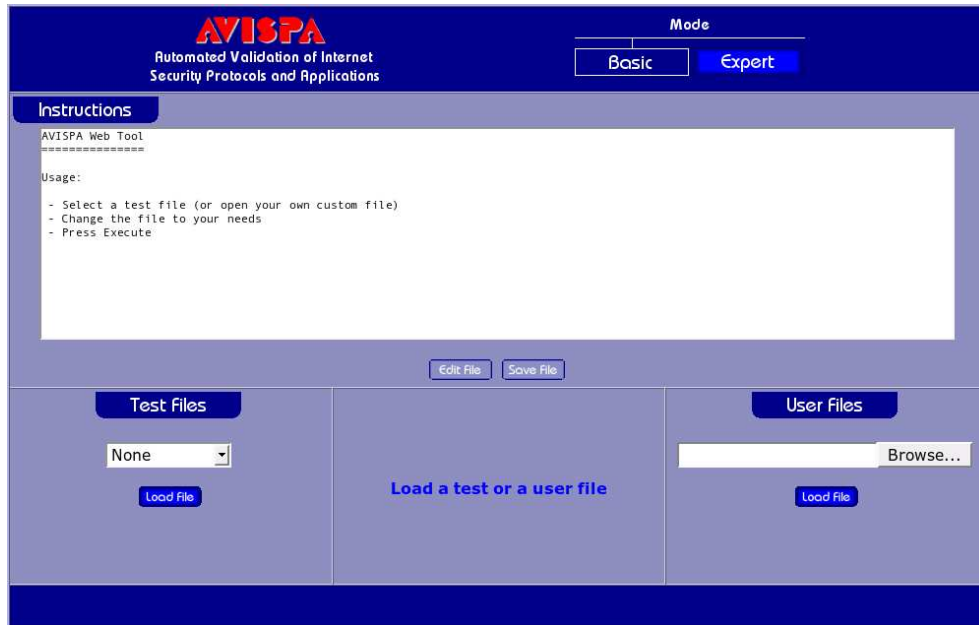 AVISPA
Automated Validation of Internet
Security Protocols and Applications
Mode
Basic
Expert
Instructions
AVISPA Web Tool
===============
Usage:
- Select a test file (or open your own custom file)
- Change the file to your needs
- Press Execute
Edit File
Save File
Test Files
None
Load File
Load a test or a user file
User Files
Browse...
Load File